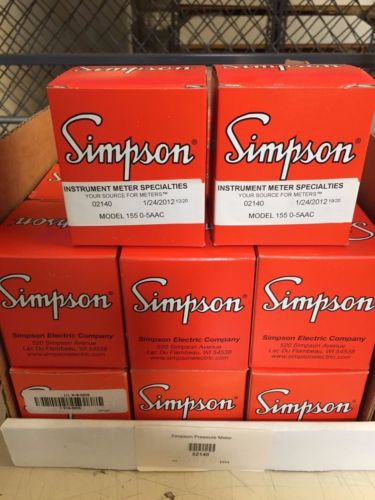 Simpson®
INSTRUMENT METER SPECIALTIES
YOUR SOURCE FOR METERS™
02140 1/24/2012 12/20
MODEL 155 0-5AAC
Simpson®
INSTRUMENT METER SPECIALTIES
YOUR SOURCE FOR METERS™
02140 1/24/2012 19/20
MODEL 155 0-5AAC
Simpson®
Simpson Electric Company
520 Simpson Avenue
Lac Du Flambeau, WI 54538
www.simpsonelectric.com
Simpson®
Simpson Electric Company
520 Simpson Avenue
Lac Du Flambeau, WI 54538
www.simpsonelectric.com
Simpson®
Simpson Electric Company
520 Simpson Avenue
Lac Du Flambeau, WI 54538
www.simpsonelectric.com
Simpson Pressure Meter
02140